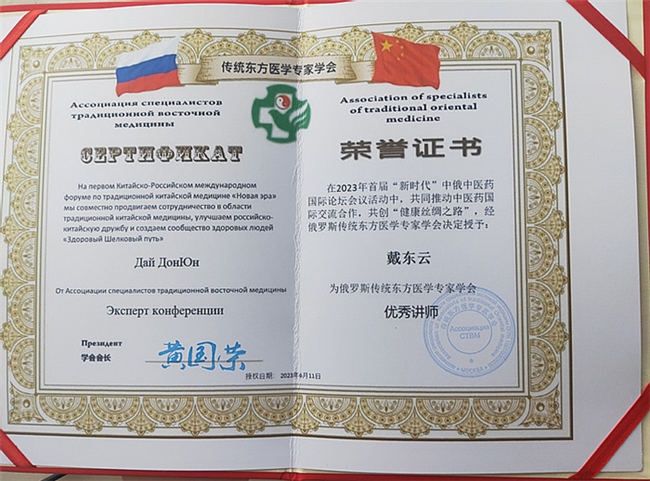 传统东方医学专家学会
Ассоциация специалистов
традиционной восточной
медицины
СЕРТИФИКАТ
На первом Китайско-Российском международном
форуме по традиционной китайской медицине «Новая эра»
мы совместно продвигаем сотрудничество в области
традиционной китайской медицины, улучшаем российско-
китайскую дружбу и создаем сообщество здоровых людей
«Здоровый Шелковый путь»
Дай ДонЮн
От Ассоциации специалистов традиционной восточной медицины
Эксперт конференции
Президент
学会会长
黄国荣
授权日期: 2023年6月11日
Association of specialists
of traditional oriental
medicine
荣誉证书
在2023年首届“新时代”中俄中医药
国际论坛会议活动中，共同推动中医药国
际交流合作，共创“健康丝绸之路”，经
俄罗斯传统东方医学专家学会决定授予：
戴东云
为俄罗斯传统东方医学专家学会
优秀讲师
Ассоциация
СТВМ
МОСКВА